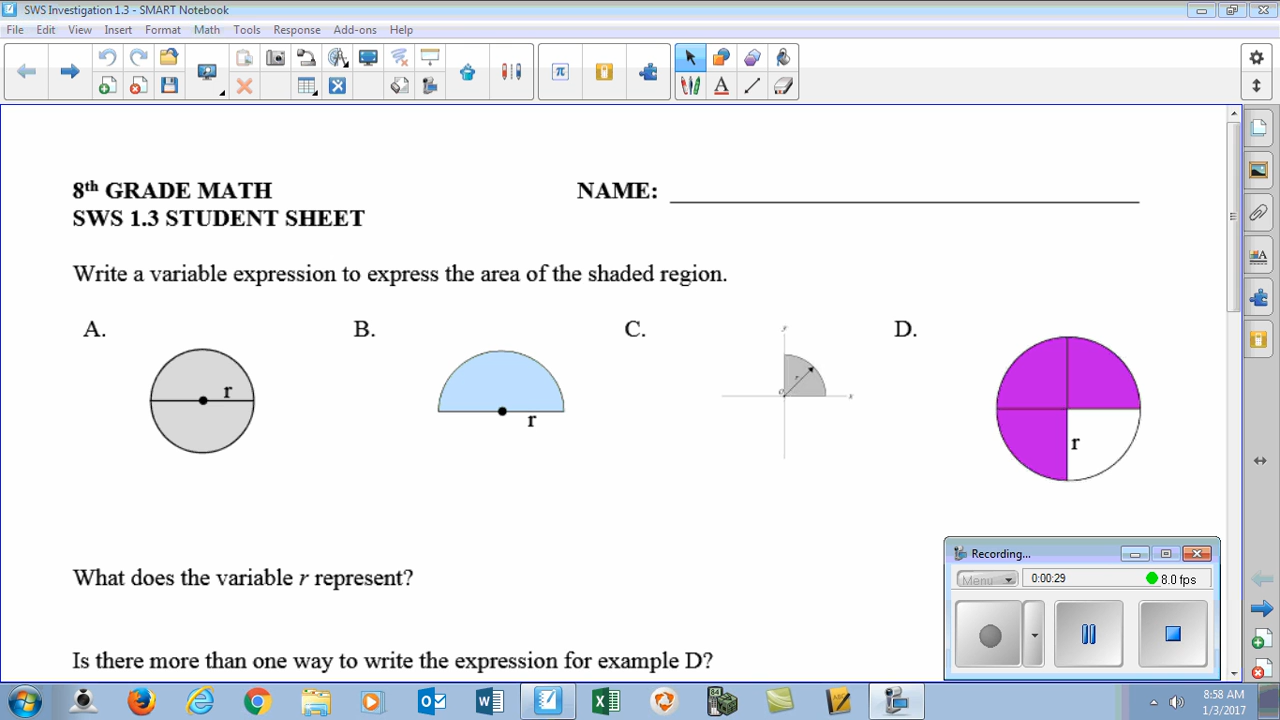 SWS Investigation 1.3 - SMART Notebook
File Edit View Insert Format Math Tools Response Add-ons Help
8th GRADE MATH
NAME:
SWS 1.3 STUDENT SHEET
Write a variable expression to express the area of the shaded region.
A. B. C. D.
r
r
y
r
o
x
r
What does the variable r represent?
Is there more than one way to write the expression for example D?
Recording...
Menu 0:00:29 8.0 fps
8:58 AM
1/3/2017